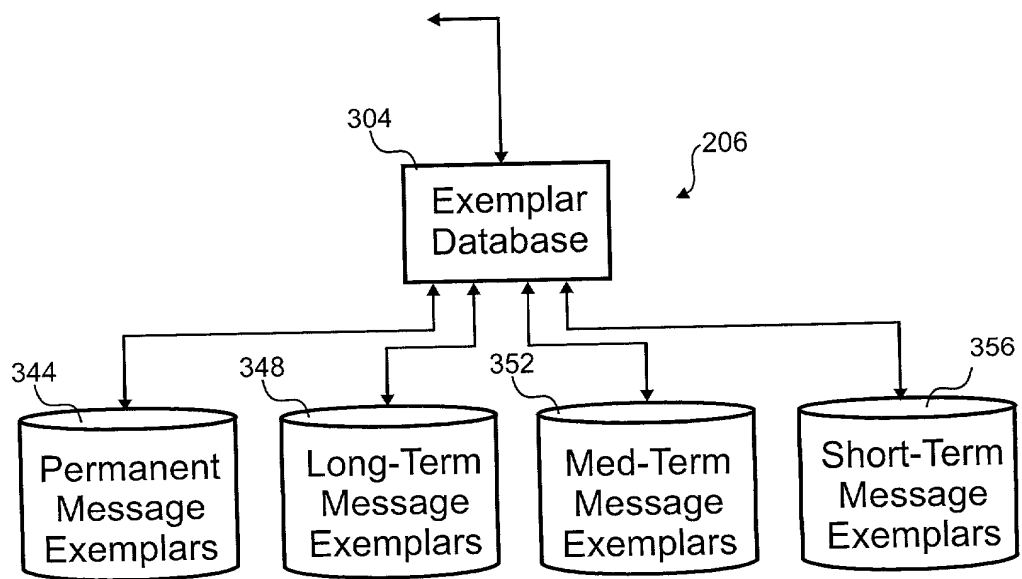 304
206
Exemplar
Database
344
348
352
356
Permanent
Message
Exemplars
Long-Term
Message
Exemplars
Med-Term
Message
Exemplars
Short-Term
Message
Exemplars